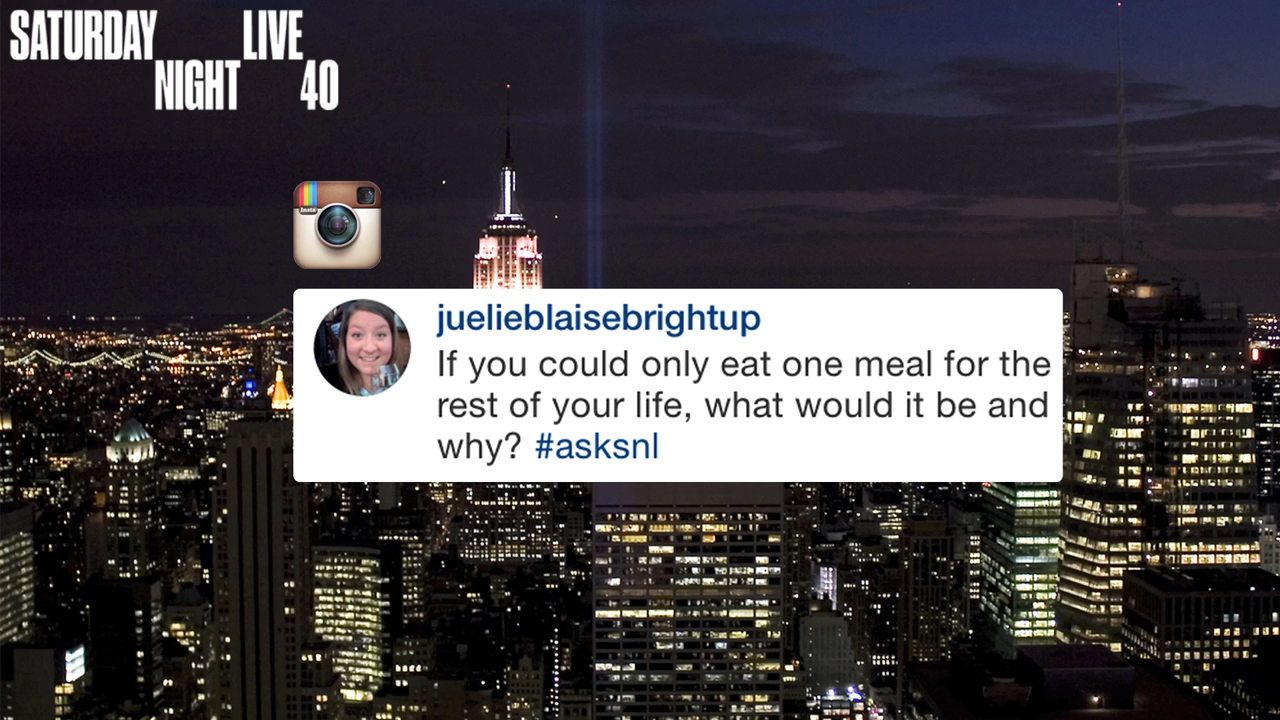 SATURDAY LIVE
NIGHT 40
Insta
juelieblaisebrightup
If you could only eat one meal for the
rest of your life, what would it be and
why? #asksnl